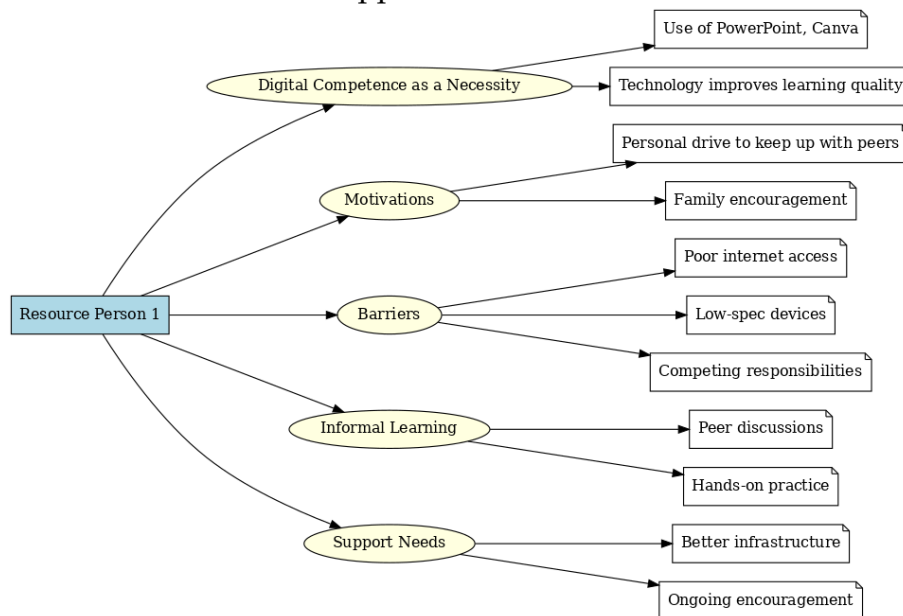 Use of PowerPoint, Canva
Digital Competence as a Necessity
Technology improves learning quality
Personal drive to keep up with peers
Motivations
Family encouragement
Poor internet access
Resource Person 1
Barriers
Low-spec devices
Competing responsibilities
Informal Learning
Peer discussions
Hands-on practice
Support Needs
Better infrastructure
Ongoing encouragement